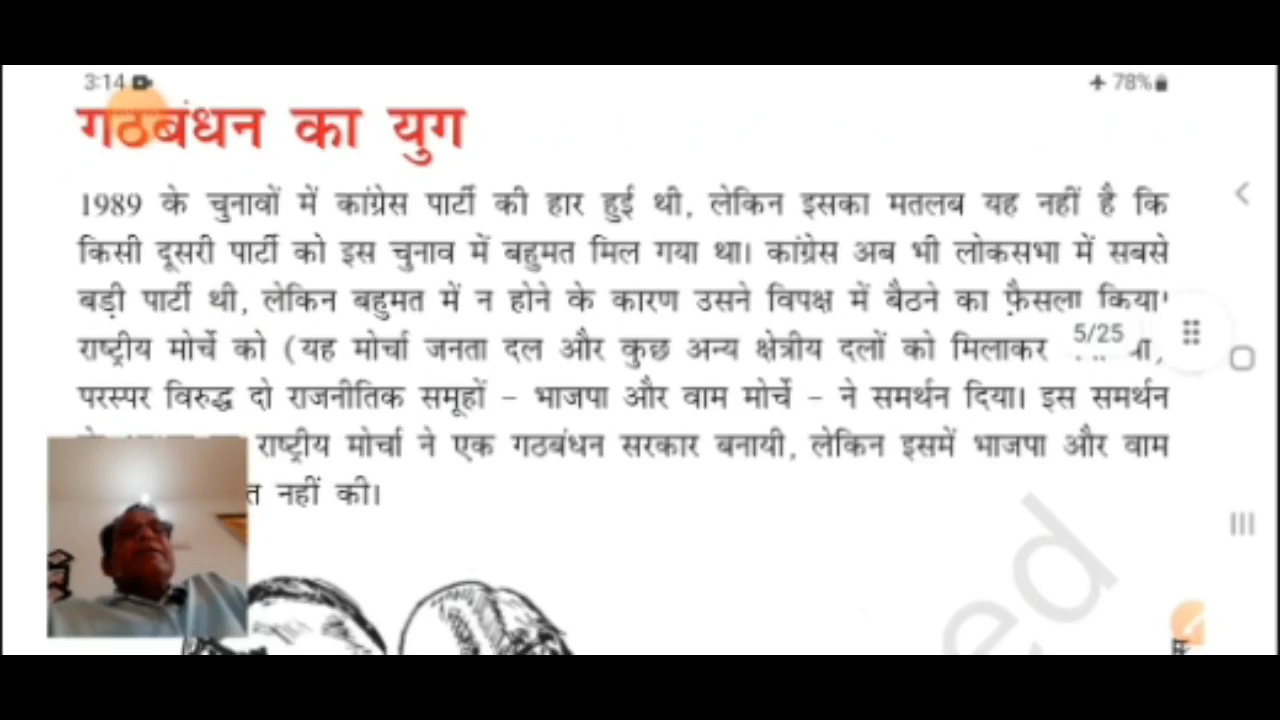 3:14
78%
गठबंधन का युग
1989 के चुनावों में कांग्रेस पार्टी की हार हुई थी, लेकिन इसका मतलब यह नहीं है कि
किसी दूसरी पार्टी को इस चुनाव में बहुमत मिल गया था। कांग्रेस अब भी लोकसभा में सबसे
बड़ी पार्टी थी, लेकिन बहुमत में न होने के कारण उसने विपक्ष में बैठने का फ़ैसला किया।
5/25
राष्ट्रीय मोर्चे को (यह मोर्चा जनता दल और कुछ अन्य क्षेत्रीय दलों को मिलाकर
परस्पर विरुद्ध दो राजनीतिक समूहों - भाजपा और वाम मोर्चे - ने समर्थन दिया। इस समर्थन
राष्ट्रीय मोर्चा ने एक गठबंधन सरकार बनायी, लेकिन इसमें भाजपा और वाम
नहीं की।
ed